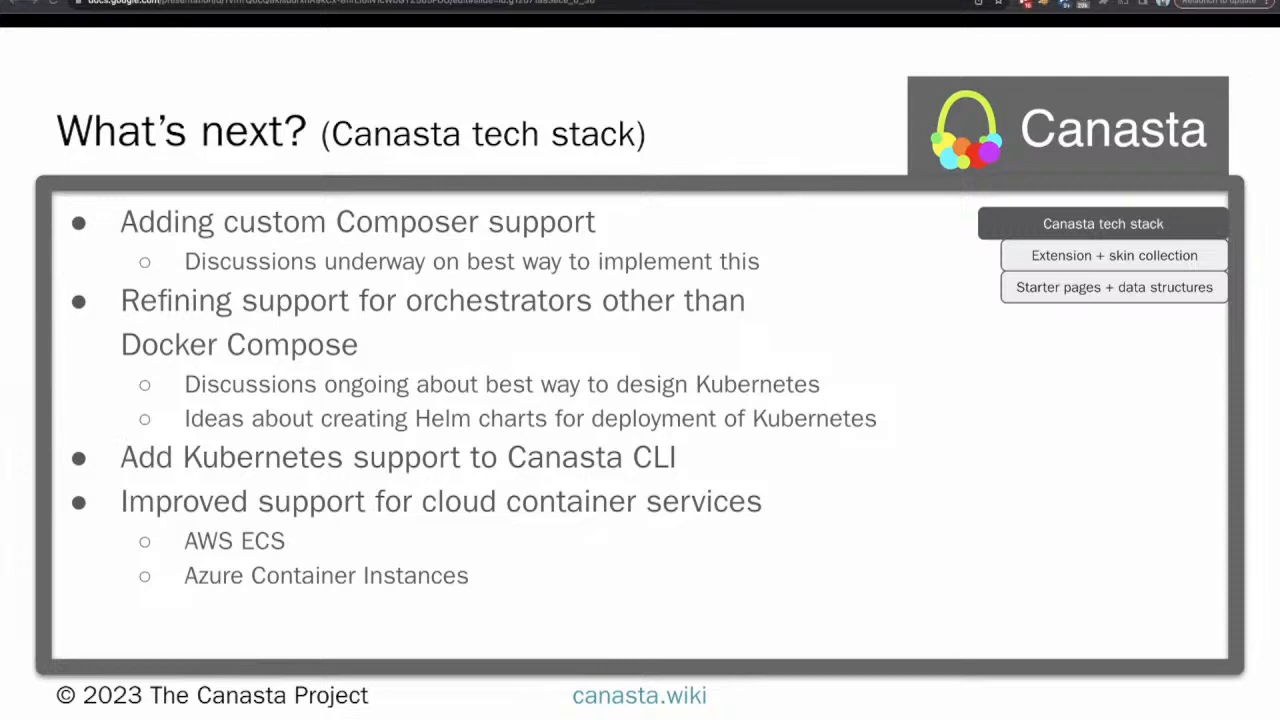 What's next? (Canasta tech stack)
Canasta
● Adding custom Composer support
○ Discussions underway on best way to implement this
● Refining support for orchestrators other than
Docker Compose
○ Discussions ongoing about best way to design Kubernetes
○ Ideas about creating Helm charts for deployment of Kubernetes
● Add Kubernetes support to Canasta CLI
● Improved support for cloud container services
○ AWS ECS
○ Azure Container Instances
Canasta tech stack
Extension + skin collection
Starter pages + data structures
© 2023 The Canasta Project
canasta.wiki